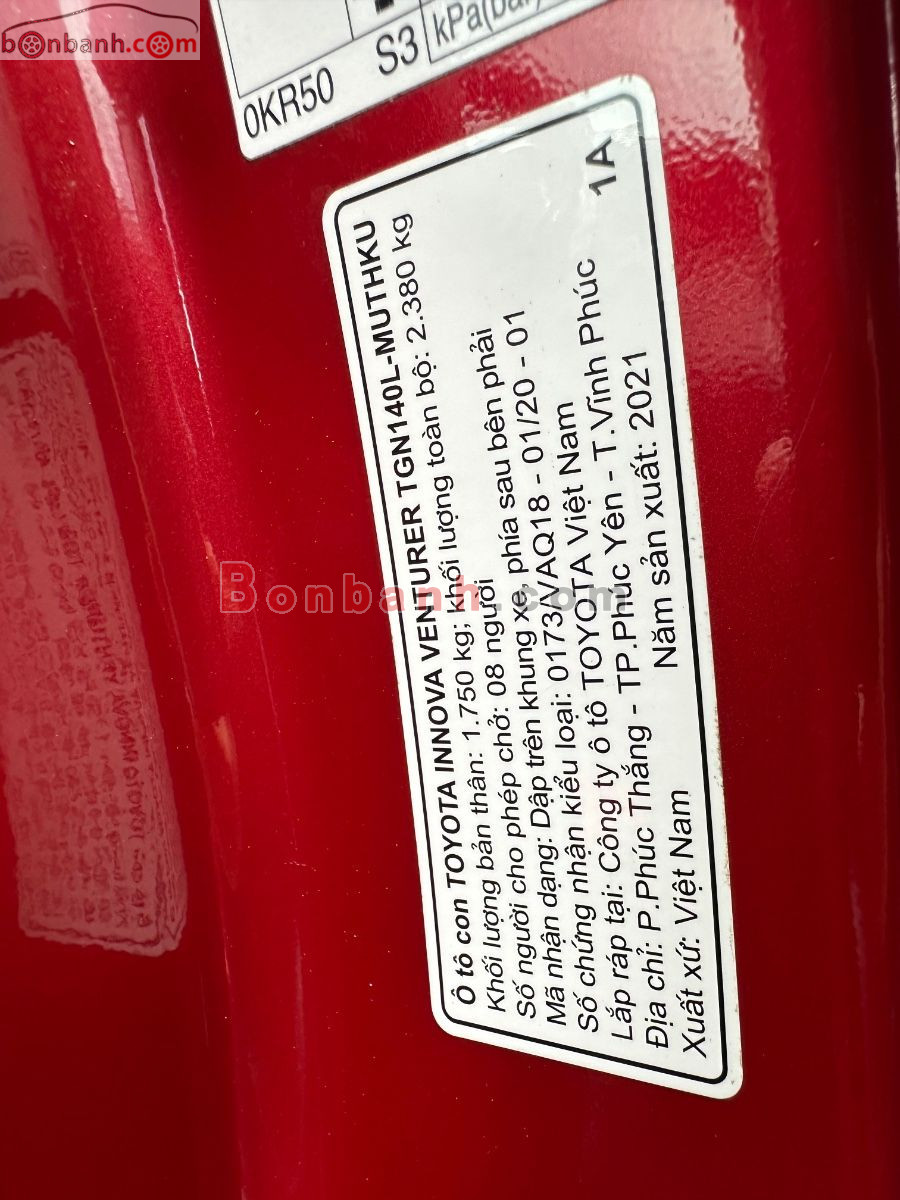 bonbanh.com
0KR50 S3 kPa(bar)
Ô tô con TOYOTA INNOVA VENTURER TGN140L-MUTHKU
Khối lượng bản thân: 1.750 kg; khối lượng toàn bộ: 2.380 kg
Số người cho phép chở: 08 người
Mã nhận dạng: Dập trên khung xe, phía sau bên phải
Số chứng nhận kiểu loại: 0173/VAQ18 - 01/20 - 01
Lắp ráp tại: Công ty ô tô TOYOTA Việt Nam
Địa chỉ: P.Phúc Thắng - TP.Phúc Yên - T.Vĩnh Phúc
Xuất xứ: Việt Nam Năm sản xuất: 2021 1A
Bonbanh.com